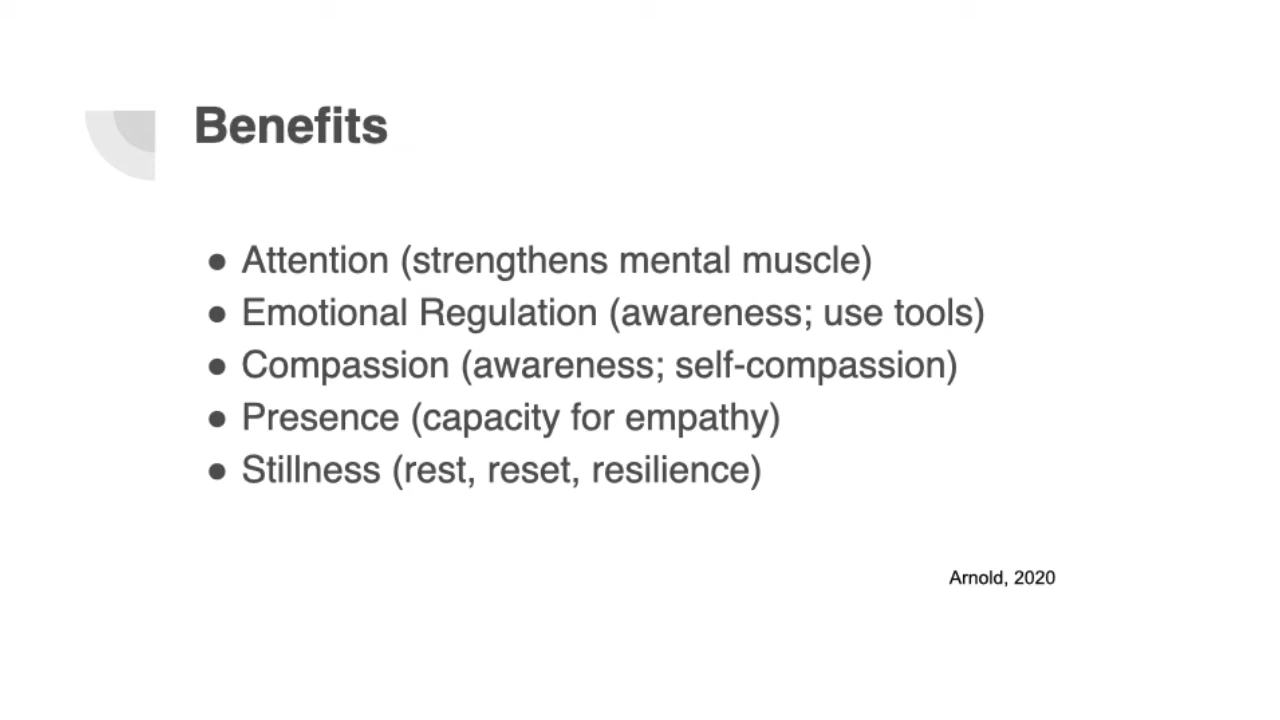 Benefits
● Attention (strengthens mental muscle)
● Emotional Regulation (awareness; use tools)
● Compassion (awareness; self-compassion)
● Presence (capacity for empathy)
● Stillness (rest, reset, resilience)
Arnold, 2020